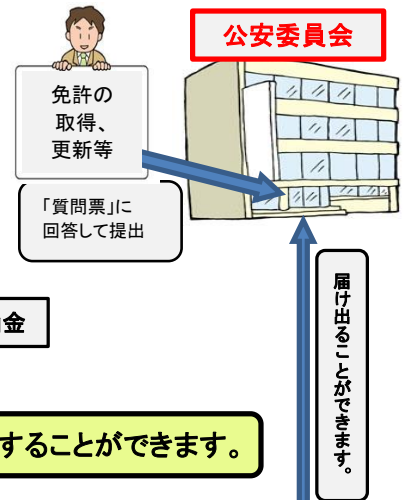 公安委員会
免許の
取得、
更新等
「質問票」に
回答して提出
届け出ることができます。
金
することができます。